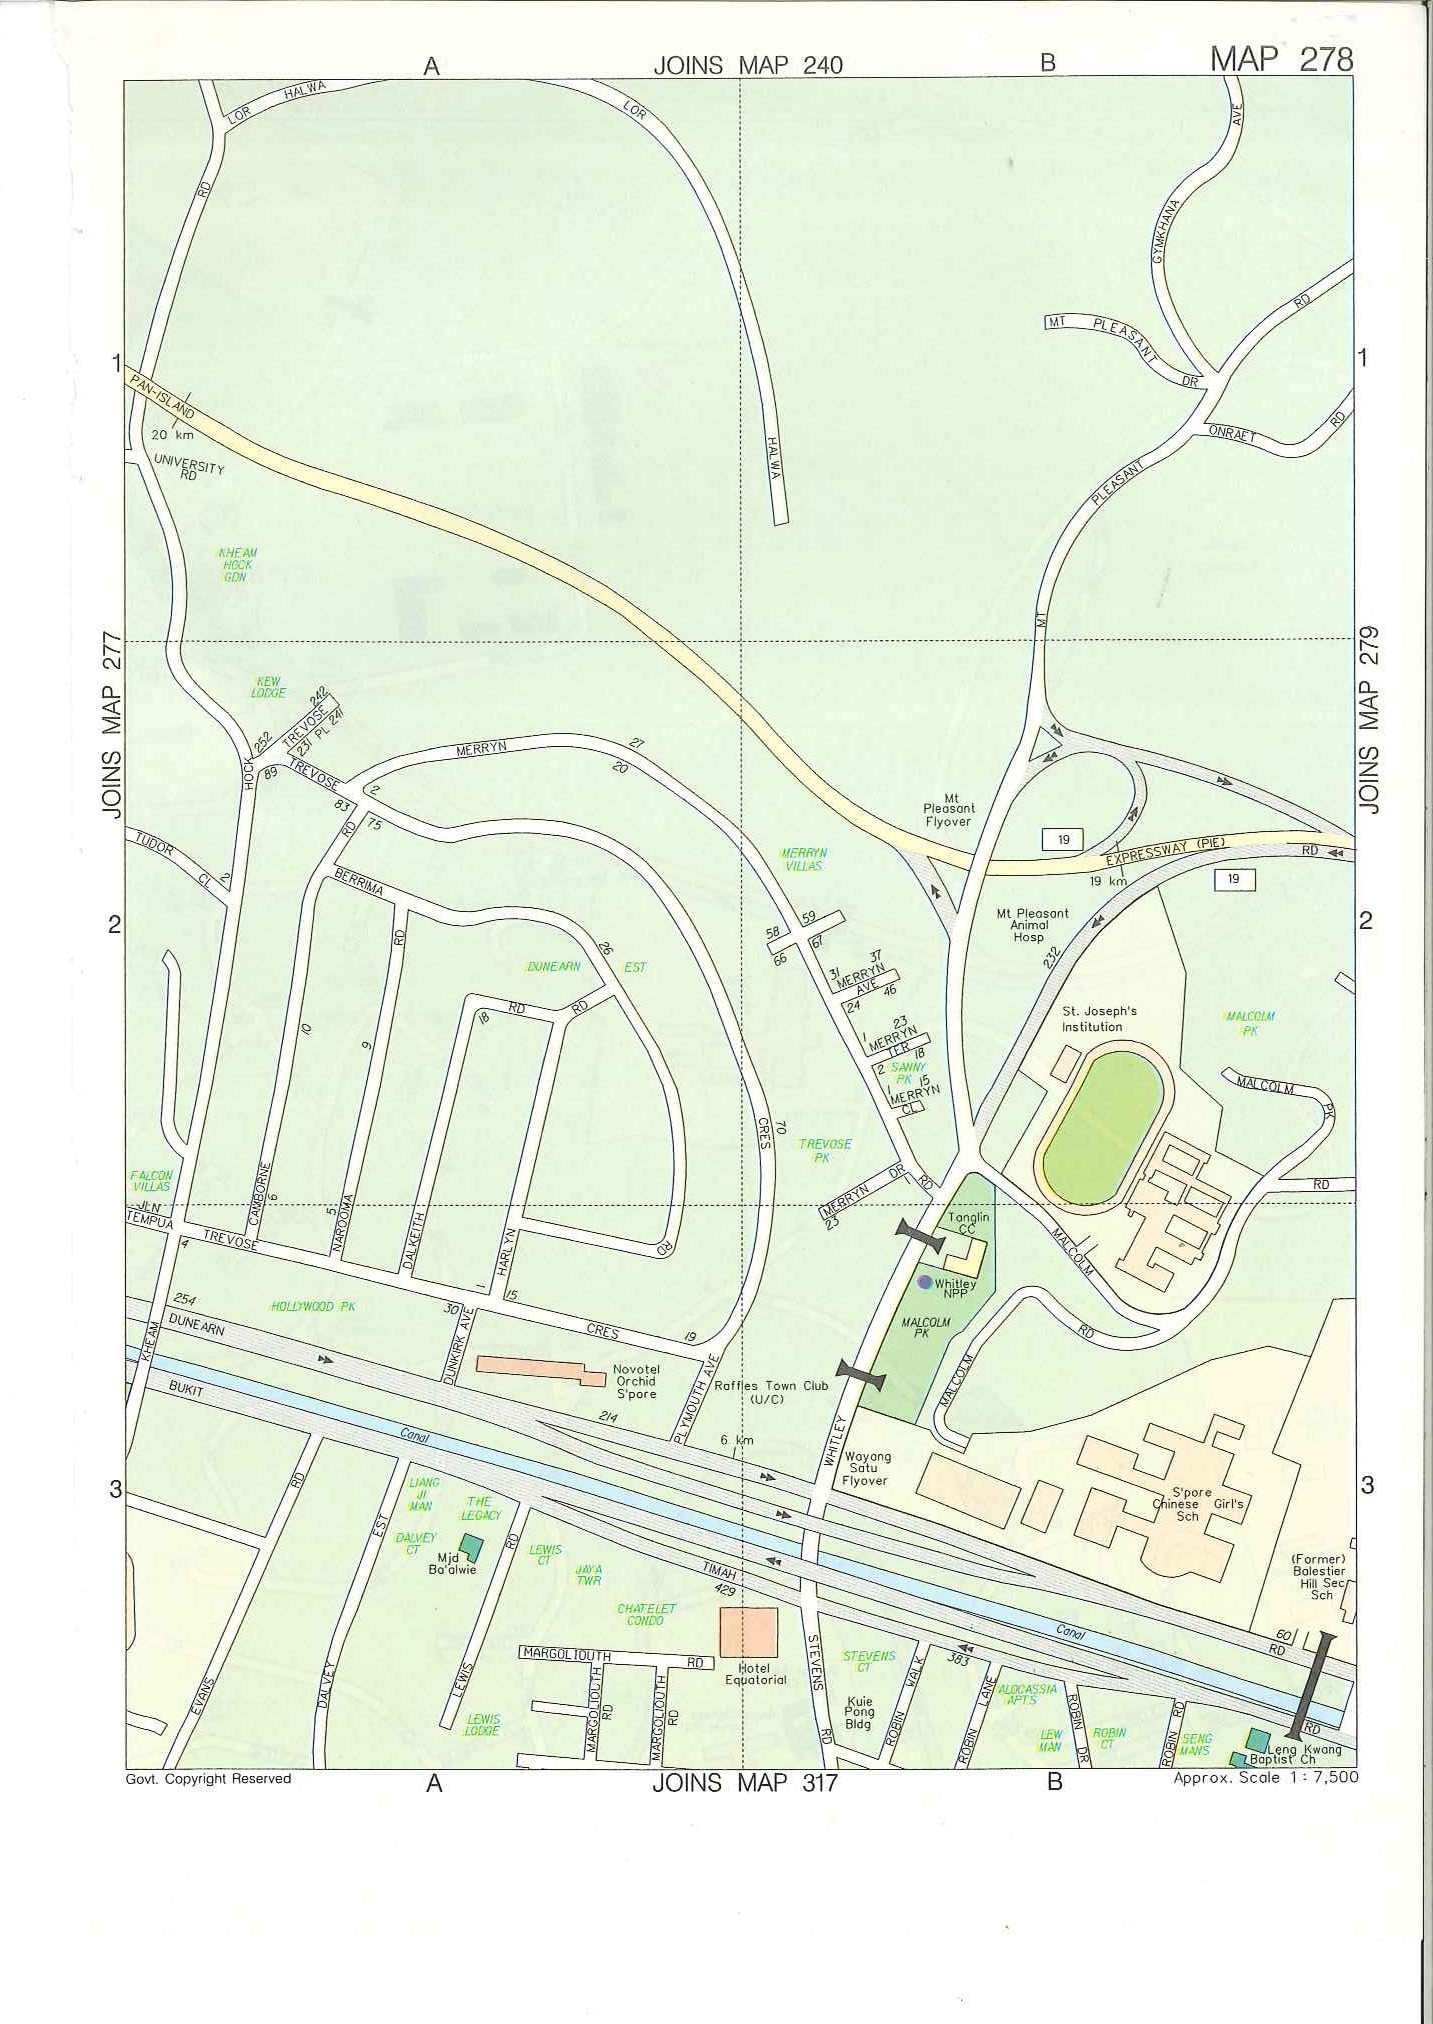 A
JOINS MAP 240
B
MAP 278
LOR HALWA
LOR
AVE
RD
GYMKHANA
RD
MT PLEASANT
DR
1
1
PAN-ISLAND
20 km
UNIVERSITY
RD
HALWA
ONRAET
RD
PLEASANT
KHEAM
HOCK
GDN
MT
JOINS MAP 277
JOINS MAP 279
KEW
LODGE
242
TREVOSE
231 PL 241
252
HOCK
89
TREVOSE
MERRYN
27
20
2
83
RD
75
Mt
Pleasant
Flyover
19
EXPRESSWAY (PIE)
RD
19 km
19
TUDOR
CL
2
MERRYN
VILLAS
BERRIMA
2
2
RD
26
59
58
67
66
Mt Pleasant
Animal
Hosp
232
DUNEARN EST
31
37
MERRYN
AVE
46
24
18
RD
RD
St. Joseph's
Institution
MALCOLM
PK
10
9
1
23
MERRYN
TER
18
2
SANNY
PK
1
15
MERRYN
CL
MALCOLM
PK
CRES
70
TREVOSE
PK
FALCON
VILLAS
JLN
TEMPUA
CAMBORNE
6
5
NAROOMA
MERRYN DR
23
RD
RD
4
TREVOSE
DALKEITH
HARLYN
RD
Tanglin
CC
MALCOLM
Whitley
NPP
HOLLYWOOD PK
254
DUNEARN
30
1
15
CRES
19
MALCOLM
PK
RD
KHEAM
DUNKIRK AVE
Novotel
Orchid
S'pore
PLYMOUTH AVE
Raffles Town Club
(U/C)
MALCOLM
BUKIT
214
Canal
6 km
WHITLEY
Wayang
Satu
Flyover
3
3
RD
LIANG
JI
MAN
THE
LEGACY
S'pore
Chinese Girl's
Sch
EST
DALVEY
CT
Mjd
Ba'alwie
RD
LEWIS
CT
JAYA
TWR
TIMAH
429
(Former)
Balestier
Hill Sec
Sch
CHATELET
CONDO
Canal
60
RD
MARGOLIOUTH
RD
Hotel
Equatorial
STEVENS
STEVENS
CT
383
EVANS
DALVEY
LEWIS
MARGOLIOUTH
RD
MARGOLIOUTH
RD
Kuie
Pong
Bldg
ROBIN WALK
ROBIN LANE
ALOCASSIA
APTS
LEWIS
LODGE
RD
LEW
MAN
ROBIN
DR
ROBIN
CT
ROBIN RD
SENG
MANS
RD
Leng Kwang
Baptist Ch
Govt. Copyright Reserved
A
JOINS MAP 317
B
Approx. Scale 1 : 7,500